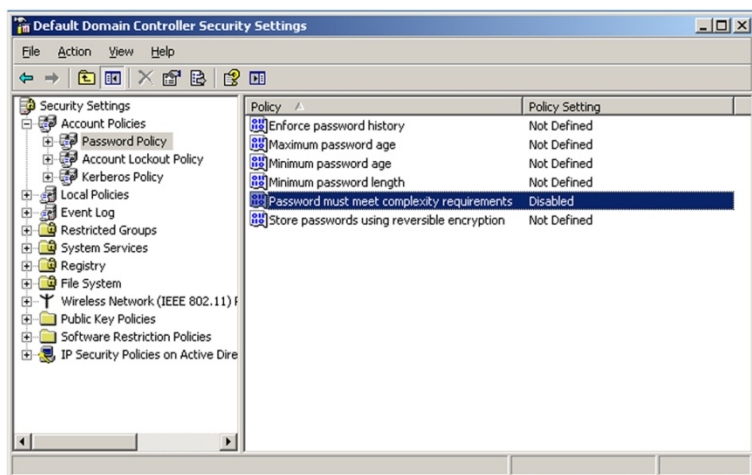 Default Domain Controller Security Settings
File Action View Help
Security Settings
Account Policies
Password Policy
Account Lockout Policy
Kerberos Policy
Local Policies
Event Log
Restricted Groups
System Services
Registry
File System
Wireless Network (IEEE 802.11)
Public Key Policies
Software Restriction Policies
IP Security Policies on Active Dire
Policy Policy Setting
Enforce password history Not Defined
Maximum password age Not Defined
Minimum password age Not Defined
Minimum password length Not Defined
Password must meet complexity requirements Disabled
Store passwords using reversible encryption Not Defined